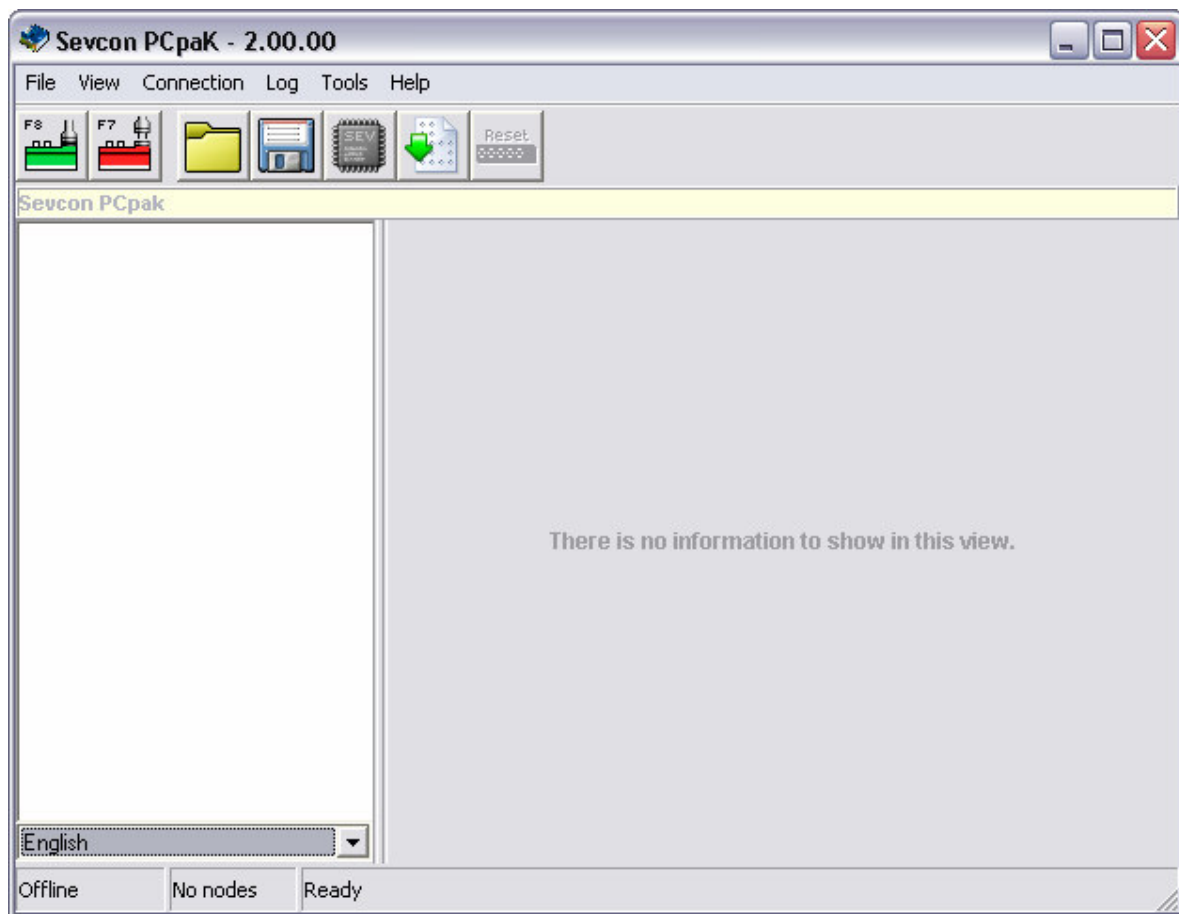 Sevcon PCpaK - 2.00.00
File View Connection Log Tools Help
F8 F7 SEV Reset
Sevcon PCpak
There is no information to show in this view.
English
Offline No nodes Ready